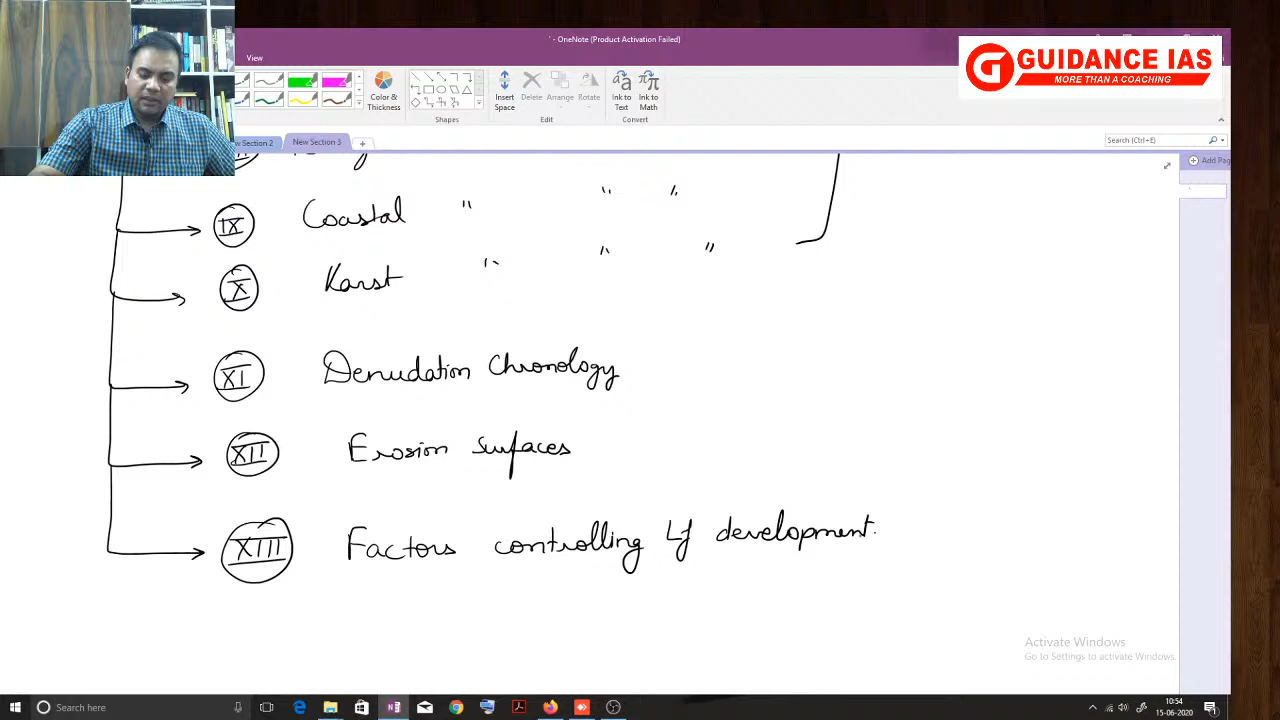 ' - OneNote (Product Activation Failed)
GUIDANCE IAS
MORE THAN A COACHING
View
Color & Thickness
Insert Space
Delete
Arrange
Rotate
Ink to Text
Ink to Math
Shapes
Edit
Convert
Section 2
New Section 3
Search (Ctrl+E)
Add Pag
IX Coastal " " "
X Karst " " "
XI Denudation Chronology
XII Erosion surfaces
XIII Factors controlling Lf development.
Activate Windows
Go to Settings to activate Windows.
Search here
10:54
15-06-2020